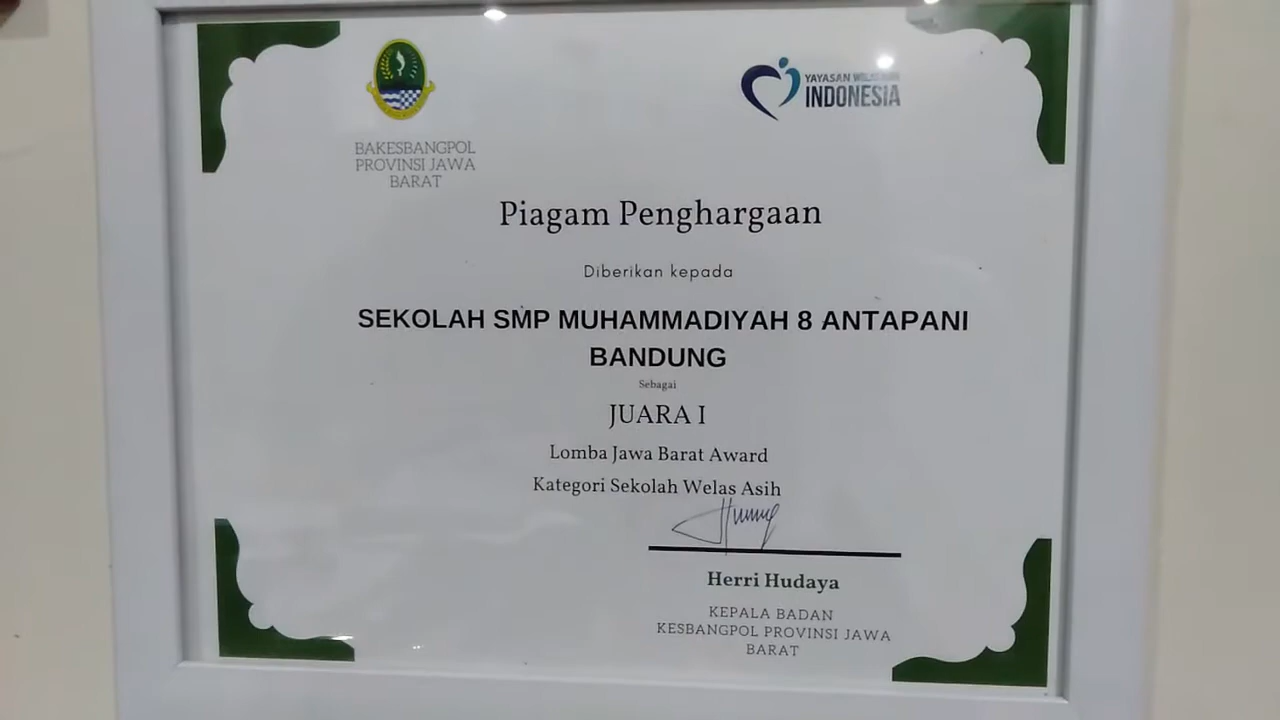 BAKESBANGPOL
PROVINSI JAWA
BARAT
YAYASAN
INDONESIA
Piagam Penghargaan
Diberikan kepada
SEKOLAH SMP MUHAMMADIYAH 8 ANTAPANI
BANDUNG
Sebagai
JUARA I
Lomba Jawa Barat Award
Kategori Sekolah Welas Asih
Herri Hudaya
KEPALA BADAN
KESBANGPOL PROVINSI JAWA
BARAT